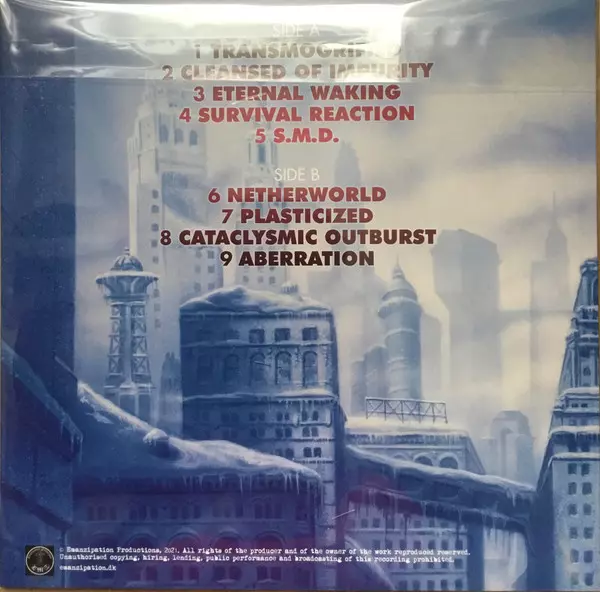 SIDE A
1 TRANSMOGRIFIED
2 CLEANSED OF IMPURITY
3 ETERNAL WAKING
4 SURVIVAL REACTION
5 S.M.D.
SIDE B
6 NETHERWORLD
7 PLASTICIZED
8 CATACLYSMIC OUTBURST
9 ABERRATION
© Emanzipation Productions, 2021. All rights of the producer and of the owner of the work reproduced reserved.
Unauthorised copying, hiring, lending, public performance and broadcasting of this recording prohibited.
emanzipation.dk